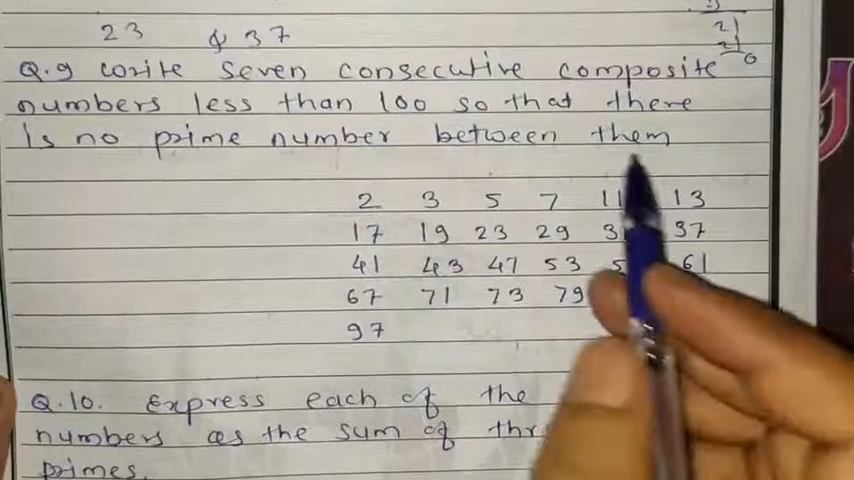 23 & 37
2
0
Q.9 write seven consecutive composite
numbers less than 100 so that there
is no prime number between them
2 3 5 7 11 13
17 19 23 29 37
41 43 47 53 61
67 71 73 79
97
Q.10. Express each of the
numbers as the sum of
primes.